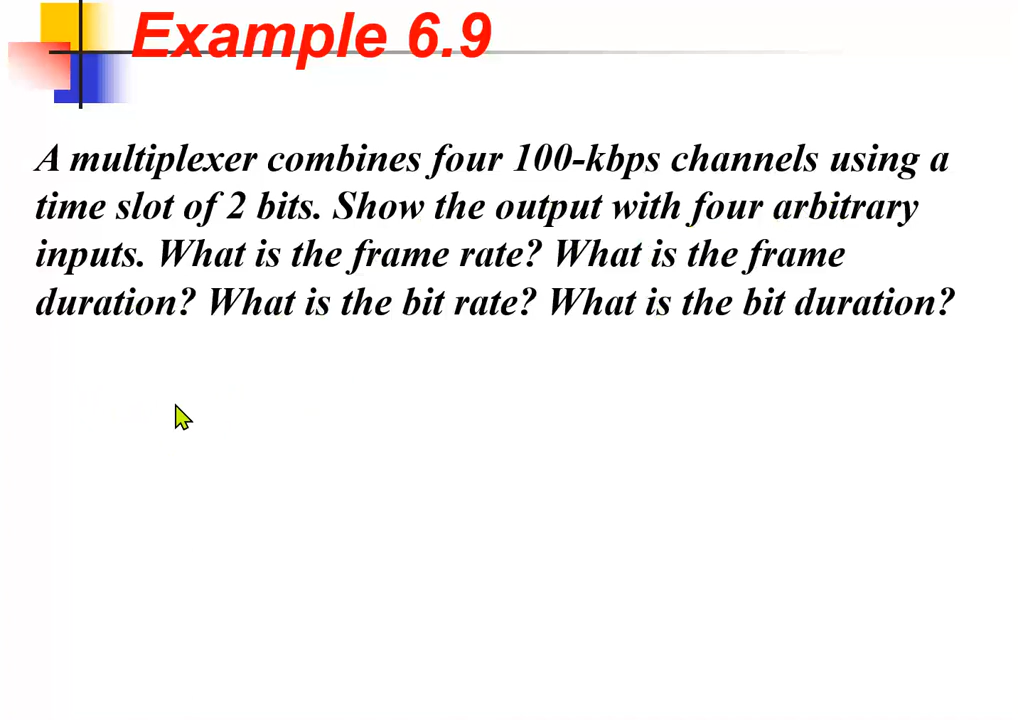 Example 6.9
A multiplexer combines four 100-kbps channels using a
time slot of 2 bits. Show the output with four arbitrary
inputs. What is the frame rate? What is the frame
duration? What is the bit rate? What is the bit duration?